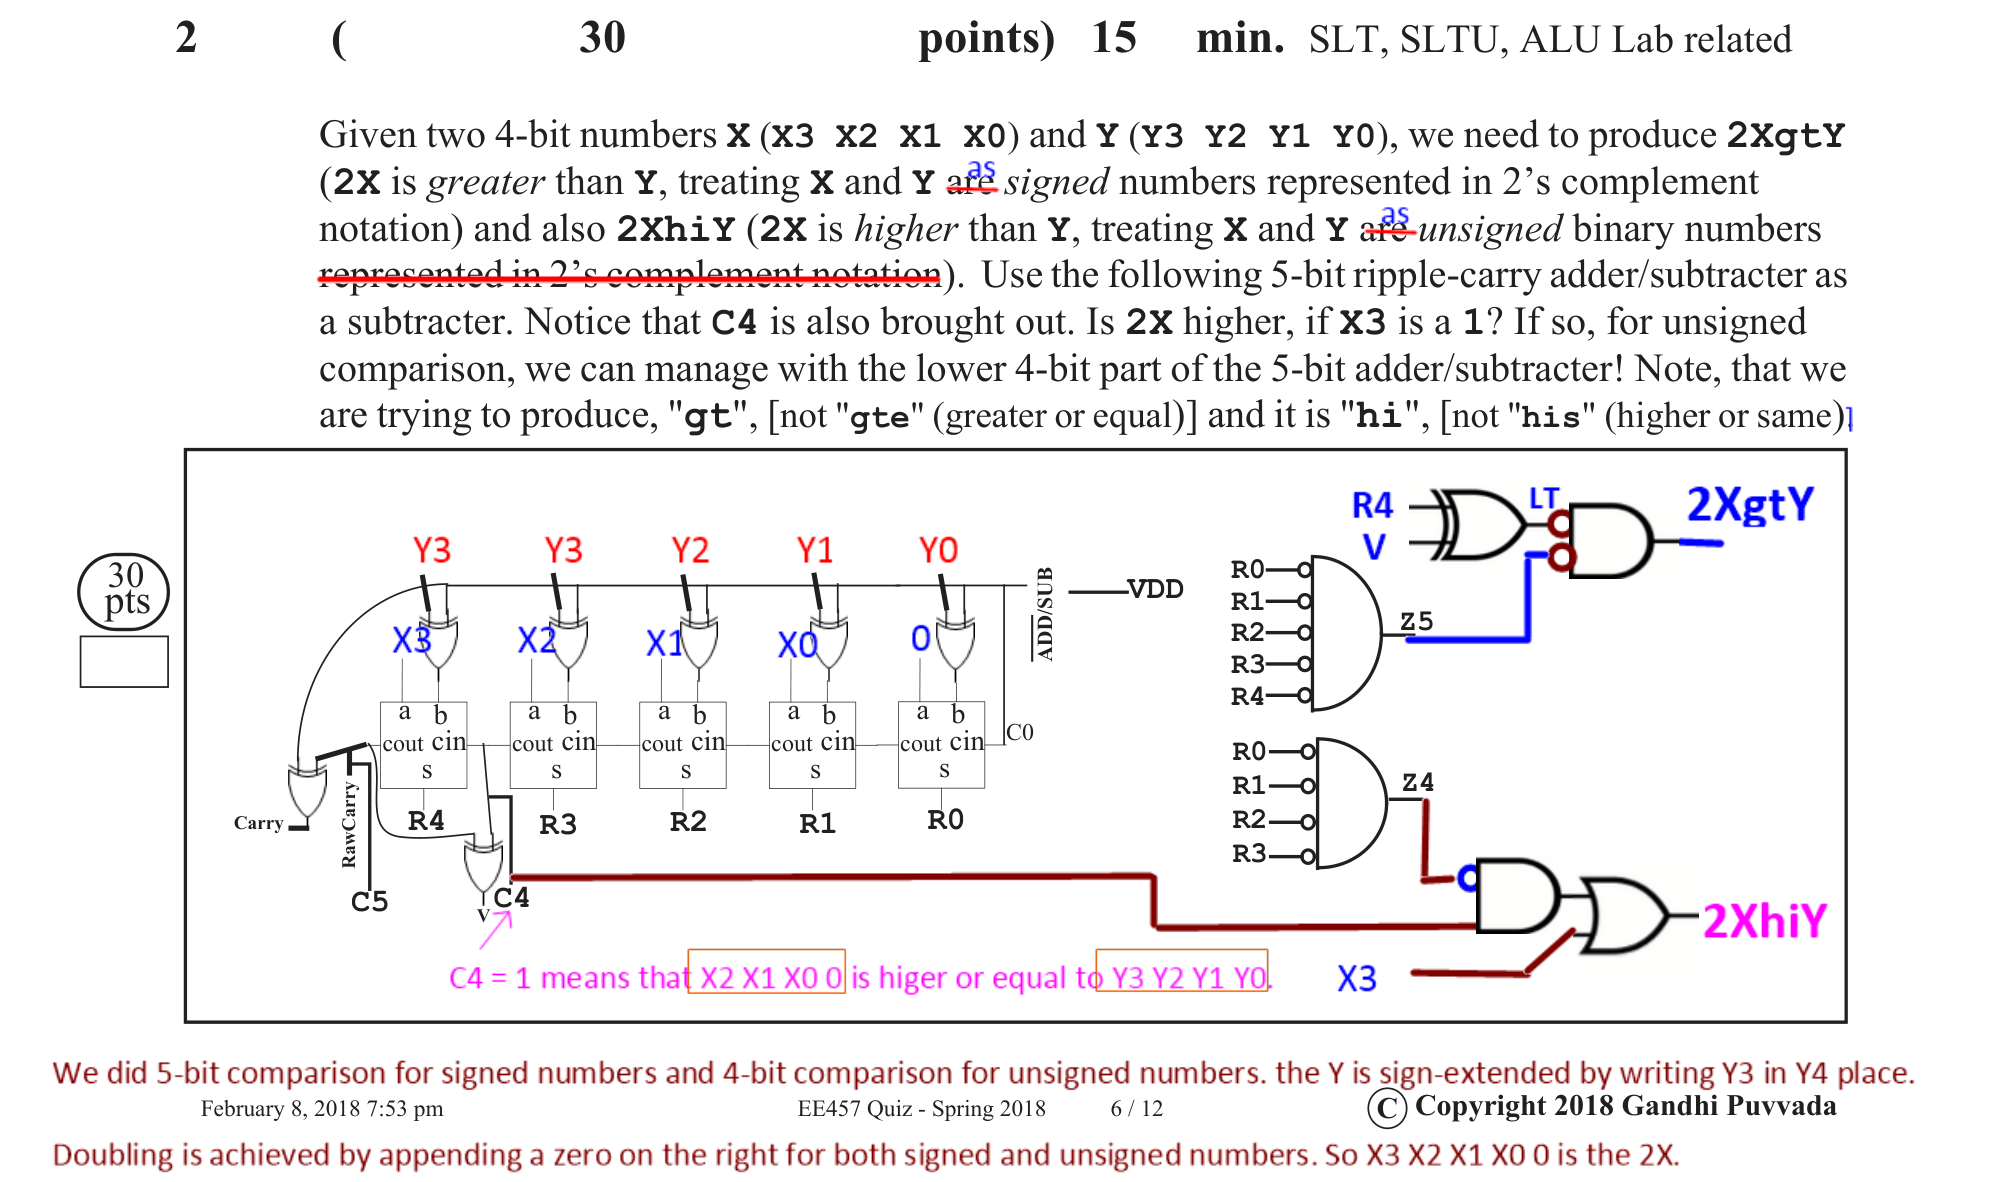 2 ( 30 points) 15 min. SLT, SLTU, ALU Lab related
Given two 4-bit numbers X (X3 X2 X1 X0) and Y (Y3 Y2 Y1 Y0), we need to produce 2XgtY
as
(2X is greater than Y, treating X and Y are signed numbers represented in 2's complement
as
notation) and also 2XhiY (2X is higher than Y, treating X and Y are unsigned binary numbers
represented in 2's complement notation). Use the following 5-bit ripple-carry adder/subtracter as
a subtracter. Notice that C4 is also brought out. Is 2X higher, if X3 is a 1? If so, for unsigned
comparison, we can manage with the lower 4-bit part of the 5-bit adder/subtracter! Note, that we
are trying to produce, "gt", [not "gte" (greater or equal)] and it is "hi", [not "his" (higher or same)]
30
pts
Y3 Y3 Y2 Y1 Y0
ADD/SUB
VDD
X3 X2 X1 X0 0
a b a b a b a b a b
cout cin cout cin cout cin cout cin cout cin
C0
s s s s s
R4 R3 R2 R1 R0
Carry
RawCarry
C5
V
C4
R4
V
LT
2XgtY
R0
R1
R2
R3
R4
Z5
R0
R1
R2
R3
Z4
2XhiY
X3
C4 = 1 means that X2 X1 X0 0 is higer or equal to Y3 Y2 Y1 Y0.
We did 5-bit comparison for signed numbers and 4-bit comparison for unsigned numbers. the Y is sign-extended by writing Y3 in Y4 place.
February 8, 2018 7:53 pm EE457 Quiz - Spring 2018 6 / 12 © Copyright 2018 Gandhi Puvvada
Doubling is achieved by appending a zero on the right for both signed and unsigned numbers. So X3 X2 X1 X0 0 is the 2X.